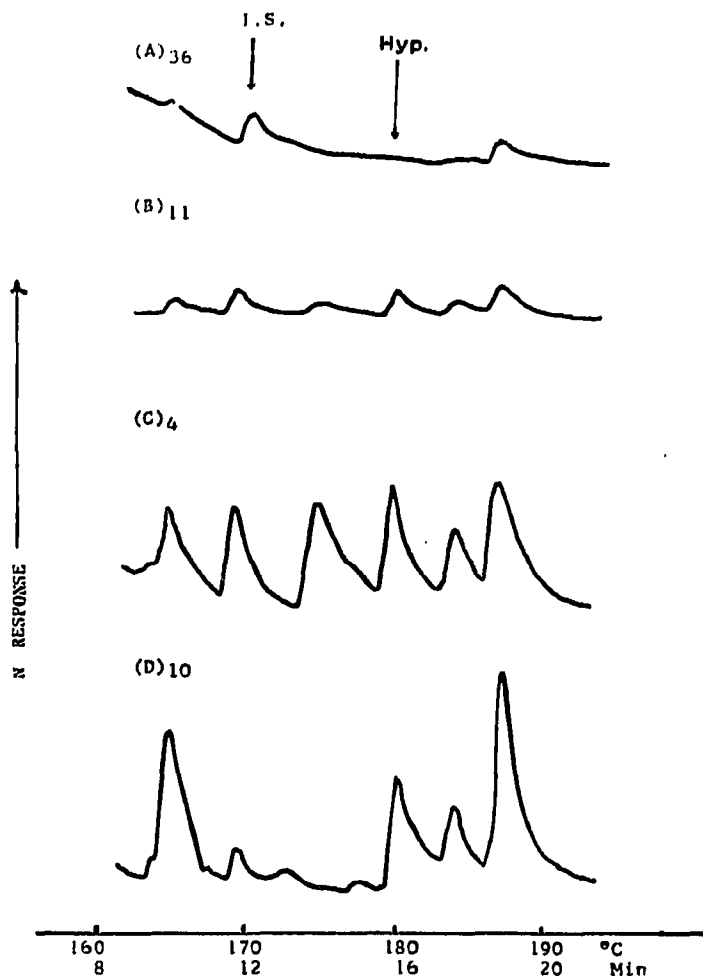 I.S.
Hyp.
(A)36
(B)11
(C)4
(D)10
N RESPONSE
160 170 180 190 °C
8 12 16 20 Min